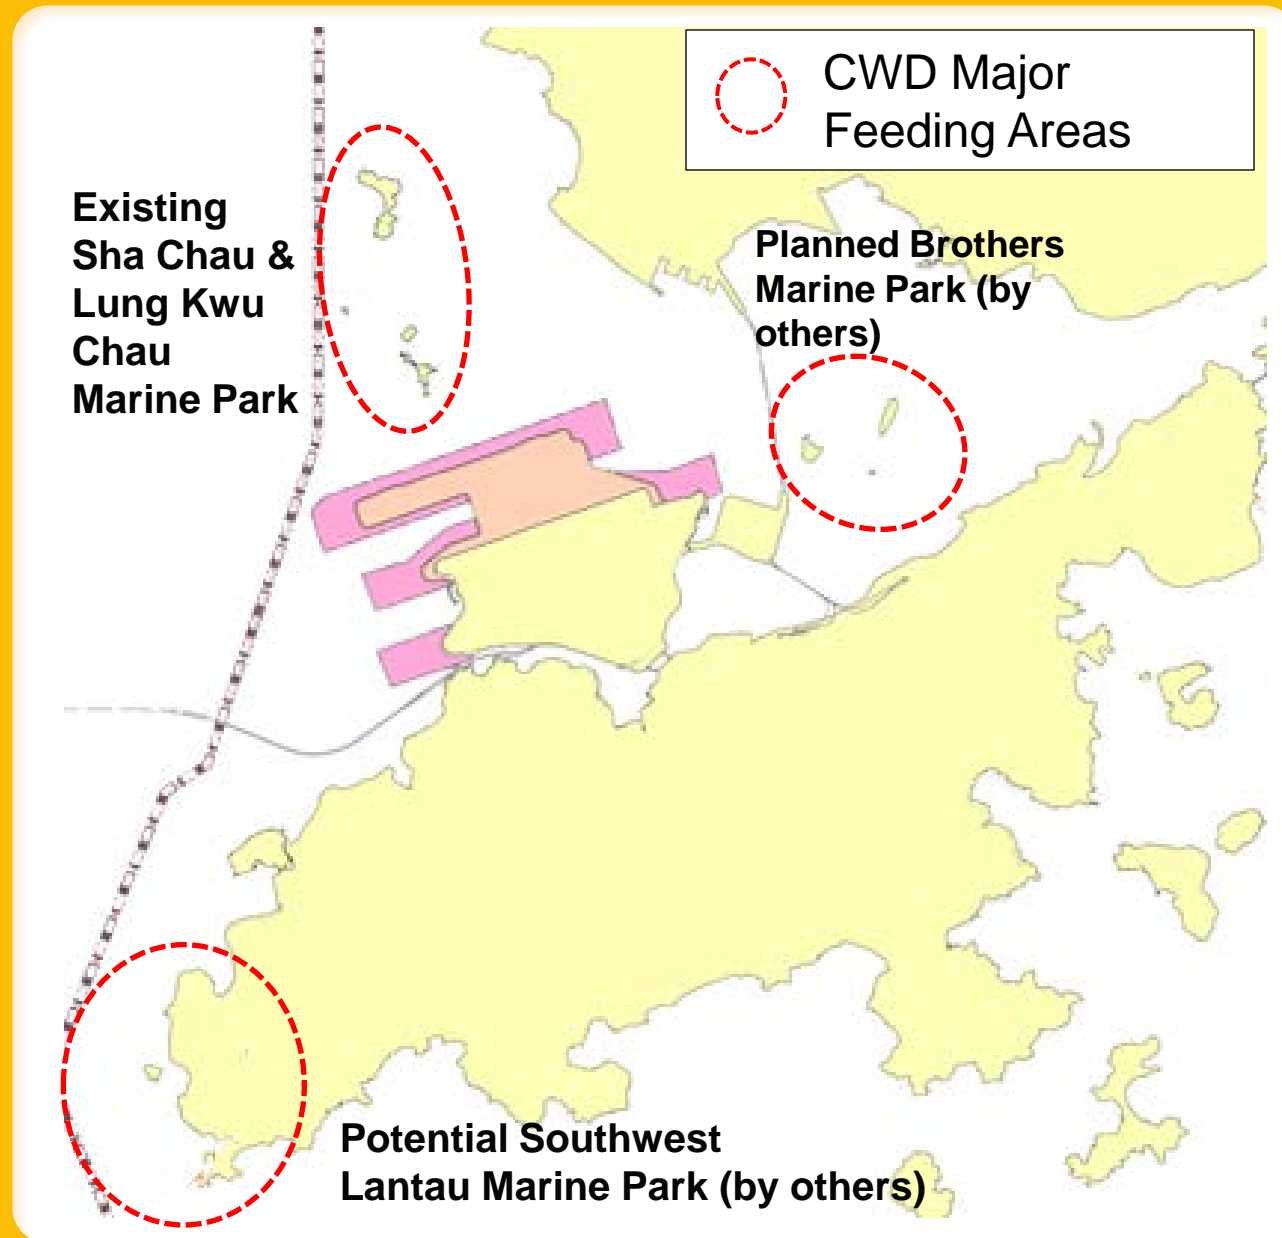 CWD Major
Feeding Areas
Existing
Sha Chau &
Lung Kwu
Chau
Marine Park
Planned Brothers
Marine Park (by
others)
Potential Southwest
Lantau Marine Park (by others)